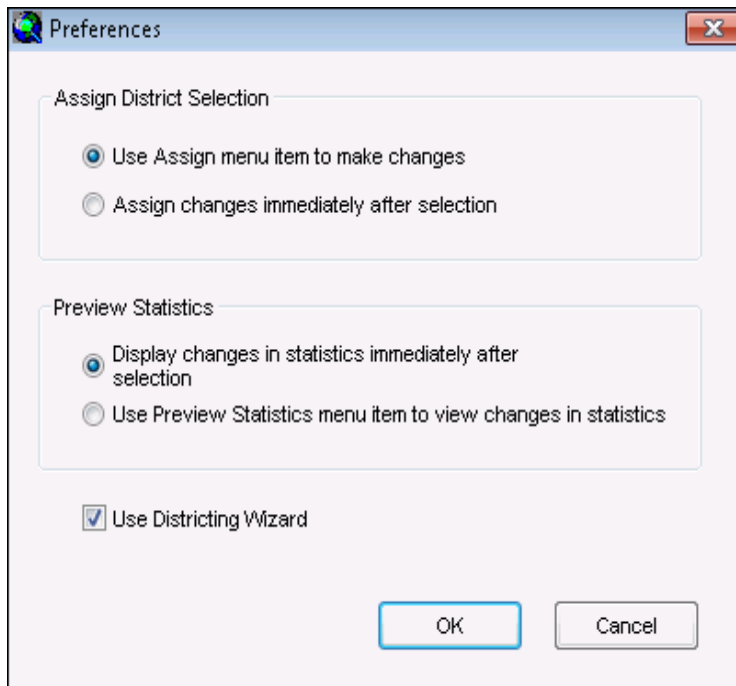 Preferences
Assign District Selection
Use Assign menu item to make changes
Assign changes immediately after selection
Preview Statistics
Display changes in statistics immediately after
selection
Use Preview Statistics menu item to view changes in statistics
Use Districting Wizard
OK
Cancel